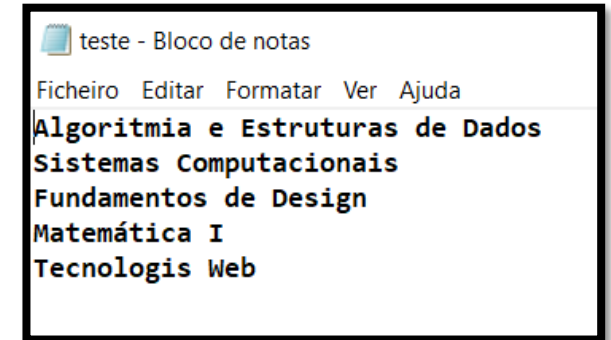 teste - Bloco de notas
Ficheiro Editar Formatar Ver Ajuda
Algoritmia e Estruturas de Dados
Sistemas Computacionais
Fundamentos de Design
Matemática I
Tecnologis Web